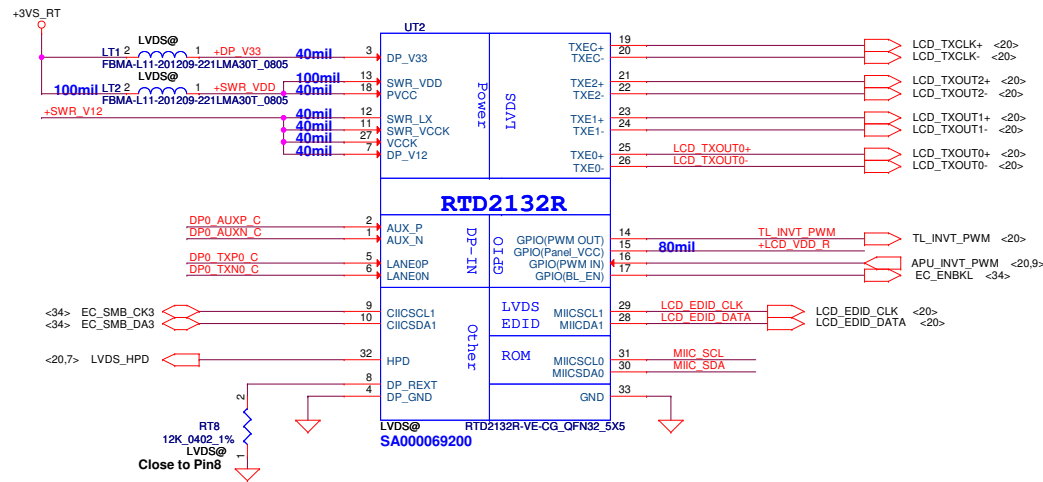 +3VS_RT
UT2
LVDS@
LT1 2 1 +DP_V33 40mil 3 DP_V33
FBMA-L11-201209-221LMA30T_0805
LVDS@
100mil LT2 2 1 +SWR_VDD 100mil 13 SWR_VDD
40mil 18 PVCC
FBMA-L11-201209-221LMA30T_0805
+SWR_V12 40mil 12 SWR_LX
40mil 11 SWR_VCCK
40mil 27 VCCK
40mil 7 DP_V12
Power
LVDS
TXEC+ 19 LCD_TXCLK+ <20>
TXEC- 20 LCD_TXCLK- <20>
TXE2+ 21 LCD_TXOUT2+ <20>
TXE2- 22 LCD_TXOUT2- <20>
TXE1+ 23 LCD_TXOUT1+ <20>
TXE1- 24 LCD_TXOUT1- <20>
TXE0+ 25 LCD_TXOUT0+ LCD_TXOUT0+ <20>
TXE0- 26 LCD_TXOUT0- LCD_TXOUT0- <20>
RTD2132R
DP0_AUXP_C 2 AUX_P
DP0_AUXN_C 1 AUX_N
DP0_TXP0_C 5 LANE0P
DP0_TXN0_C 6 LANE0N
DP-IN
GPIO
GPIO(PWM OUT) 14 TL_INVT_PWM TL_INVT_PWM <20>
GPIO(Panel_VCC) 15 80mil +LCD_VDD_R
GPIO(PWM IN) 16 APU_INVT_PWM <20,9>
GPIO(BL_EN) 17 EC_ENBKL <34>
<34> EC_SMB_CK3 9 CIICSCL1
<34> EC_SMB_DA3 10 CIICSDA1
<20,7> LVDS_HPD 32 HPD
8 DP_REXT
4 DP_GND
Other
LVDS
EDID
MIICSCL1 29 LCD_EDID_CLK LCD_EDID_CLK <20>
MIICDA1 28 LCD_EDID_DATA LCD_EDID_DATA <20>
ROM
MIICSCL0 31 MIIC_SCL
MIICSDA0 30 MIIC_SDA
GND 33
2
RT8
12K_0402_1%
LVDS@
1
Close to Pin8
LVDS@ RTD2132R-VE-CG_QFN32_5X5
SA000069200